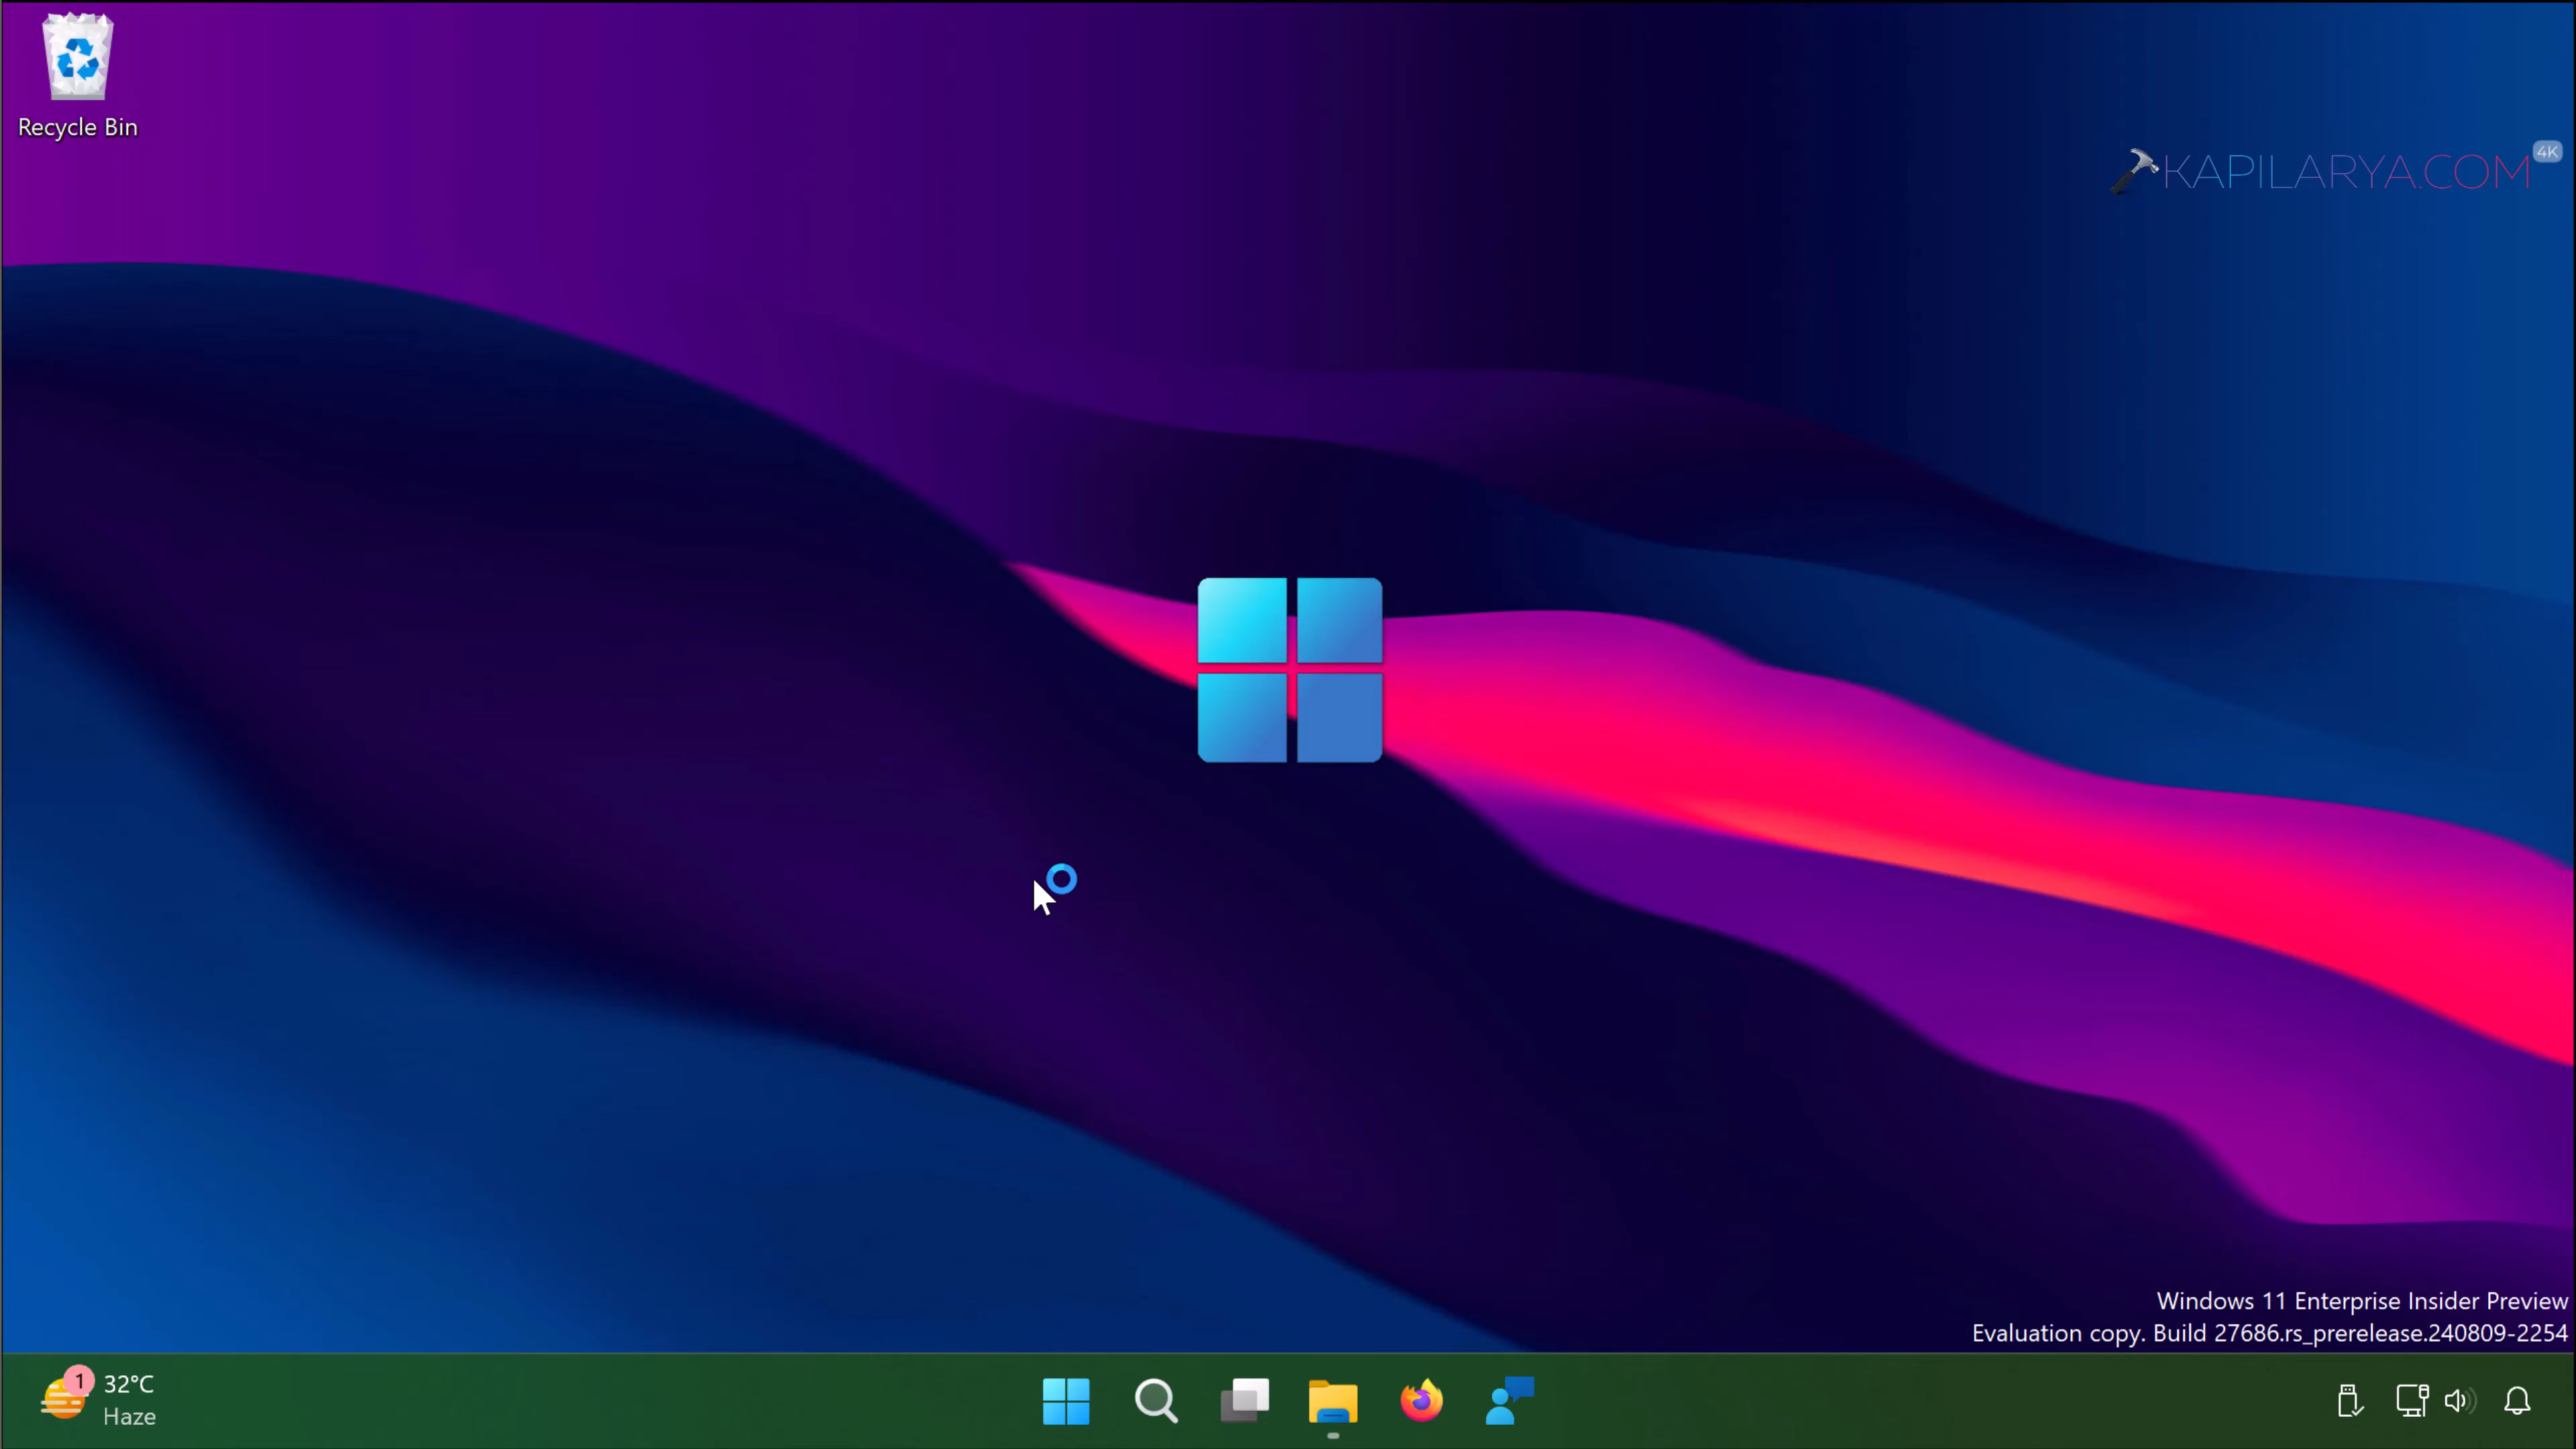 Recycle Bin
KAPILARYA.COM 4K
Windows 11 Enterprise Insider Preview
Evaluation copy. Build 27686.rs_prerelease.240809-2254
1
32°C
Haze